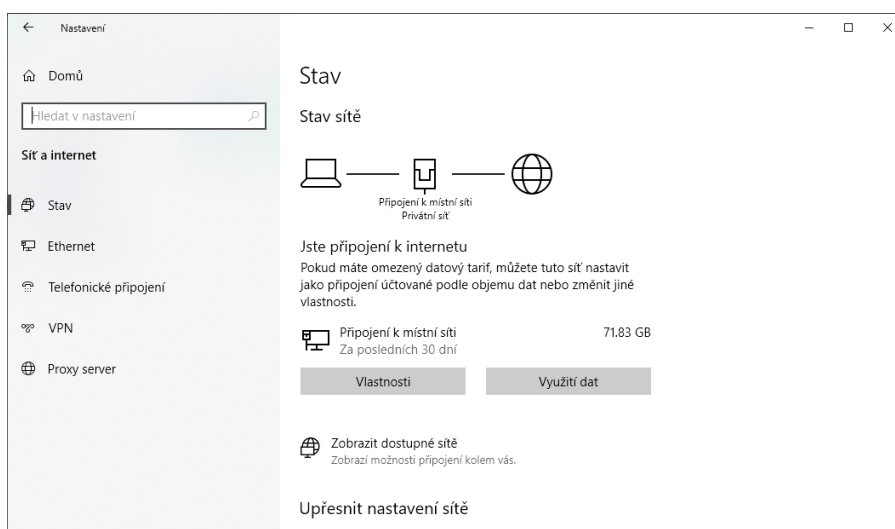 Nastavení
Domů
Hledat v nastavení
Síť a internet
Stav
Ethernet
Telefonické připojení
VPN
Proxy server
Stav
Stav sítě
Připojení k místní síti
Privátní síť
Jste připojení k internetu
Pokud máte omezený datový tarif, můžete tuto síť nastavit
jako připojení účtované podle objemu dat nebo změnit jiné
vlastnosti.
Připojení k místní síti 71.83 GB
Za posledních 30 dní
Vlastnosti Využití dat
Zobrazit dostupné sítě
Zobrazí možnosti připojení kolem vás.
Upřesnit nastavení sítě